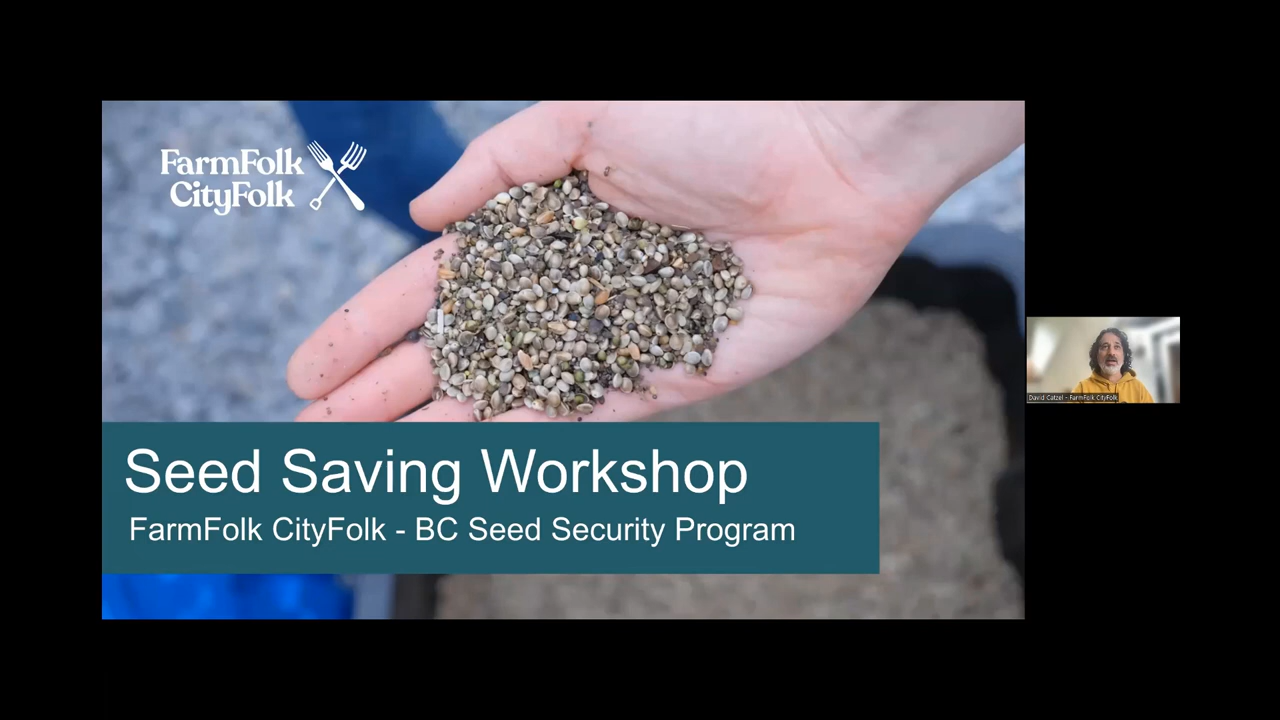 FarmFolk
CityFolk
Seed Saving Workshop
FarmFolk CityFolk - BC Seed Security Program
David Catzel - FarmFolk CityFolk